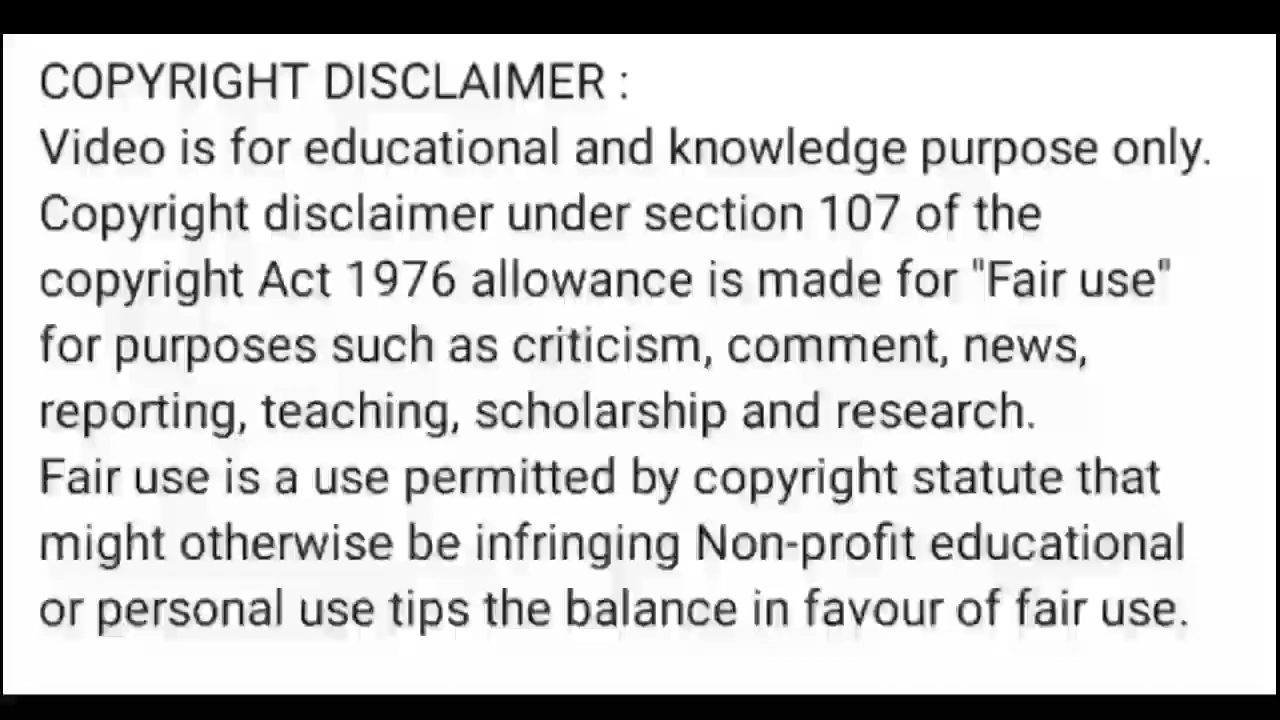 COPYRIGHT DISCLAIMER :
Video is for educational and knowledge purpose only.
Copyright disclaimer under section 107 of the
copyright Act 1976 allowance is made for "Fair use"
for purposes such as criticism, comment, news,
reporting, teaching, scholarship and research.
Fair use is a use permitted by copyright statute that
might otherwise be infringing Non-profit educational
or personal use tips the balance in favour of fair use.